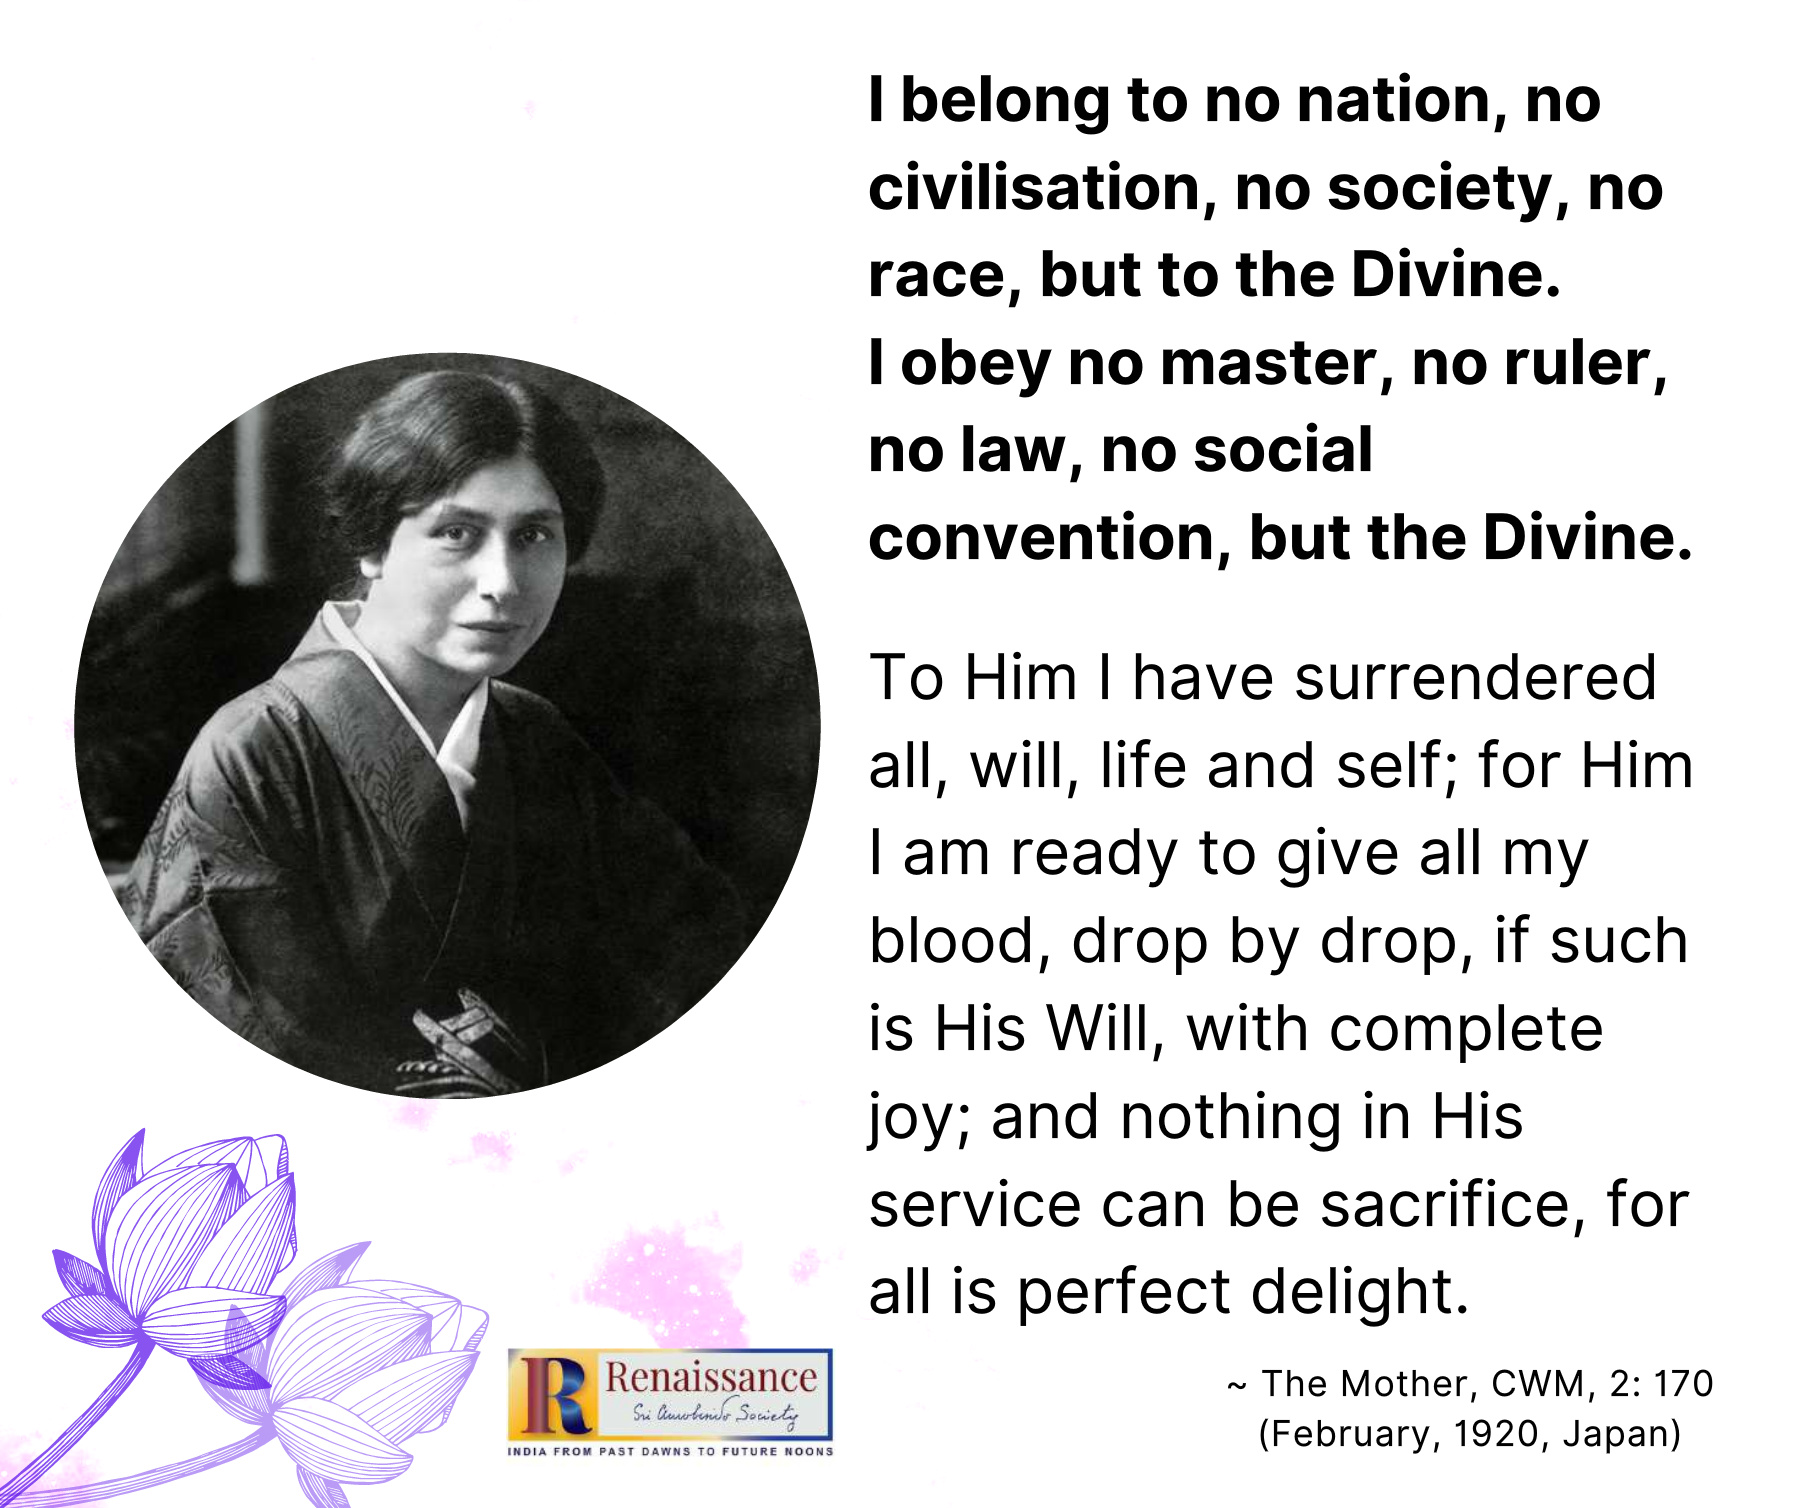 I belong to no nation, no
civilisation, no society, no
race, but to the Divine.
I obey no master, no ruler,
no law, no social
convention, but the Divine.
To Him I have surrendered
all, will, life and self; for Him
I am ready to give all my
blood, drop by drop, if such
is His Will, with complete
joy; and nothing in His
service can be sacrifice, for
all is perfect delight.
~ The Mother, CWM, 2: 170
(February, 1920, Japan)
R Renaissance
Sri Aurobindo Society
INDIA FROM PAST DAWNS TO FUTURE NOONS